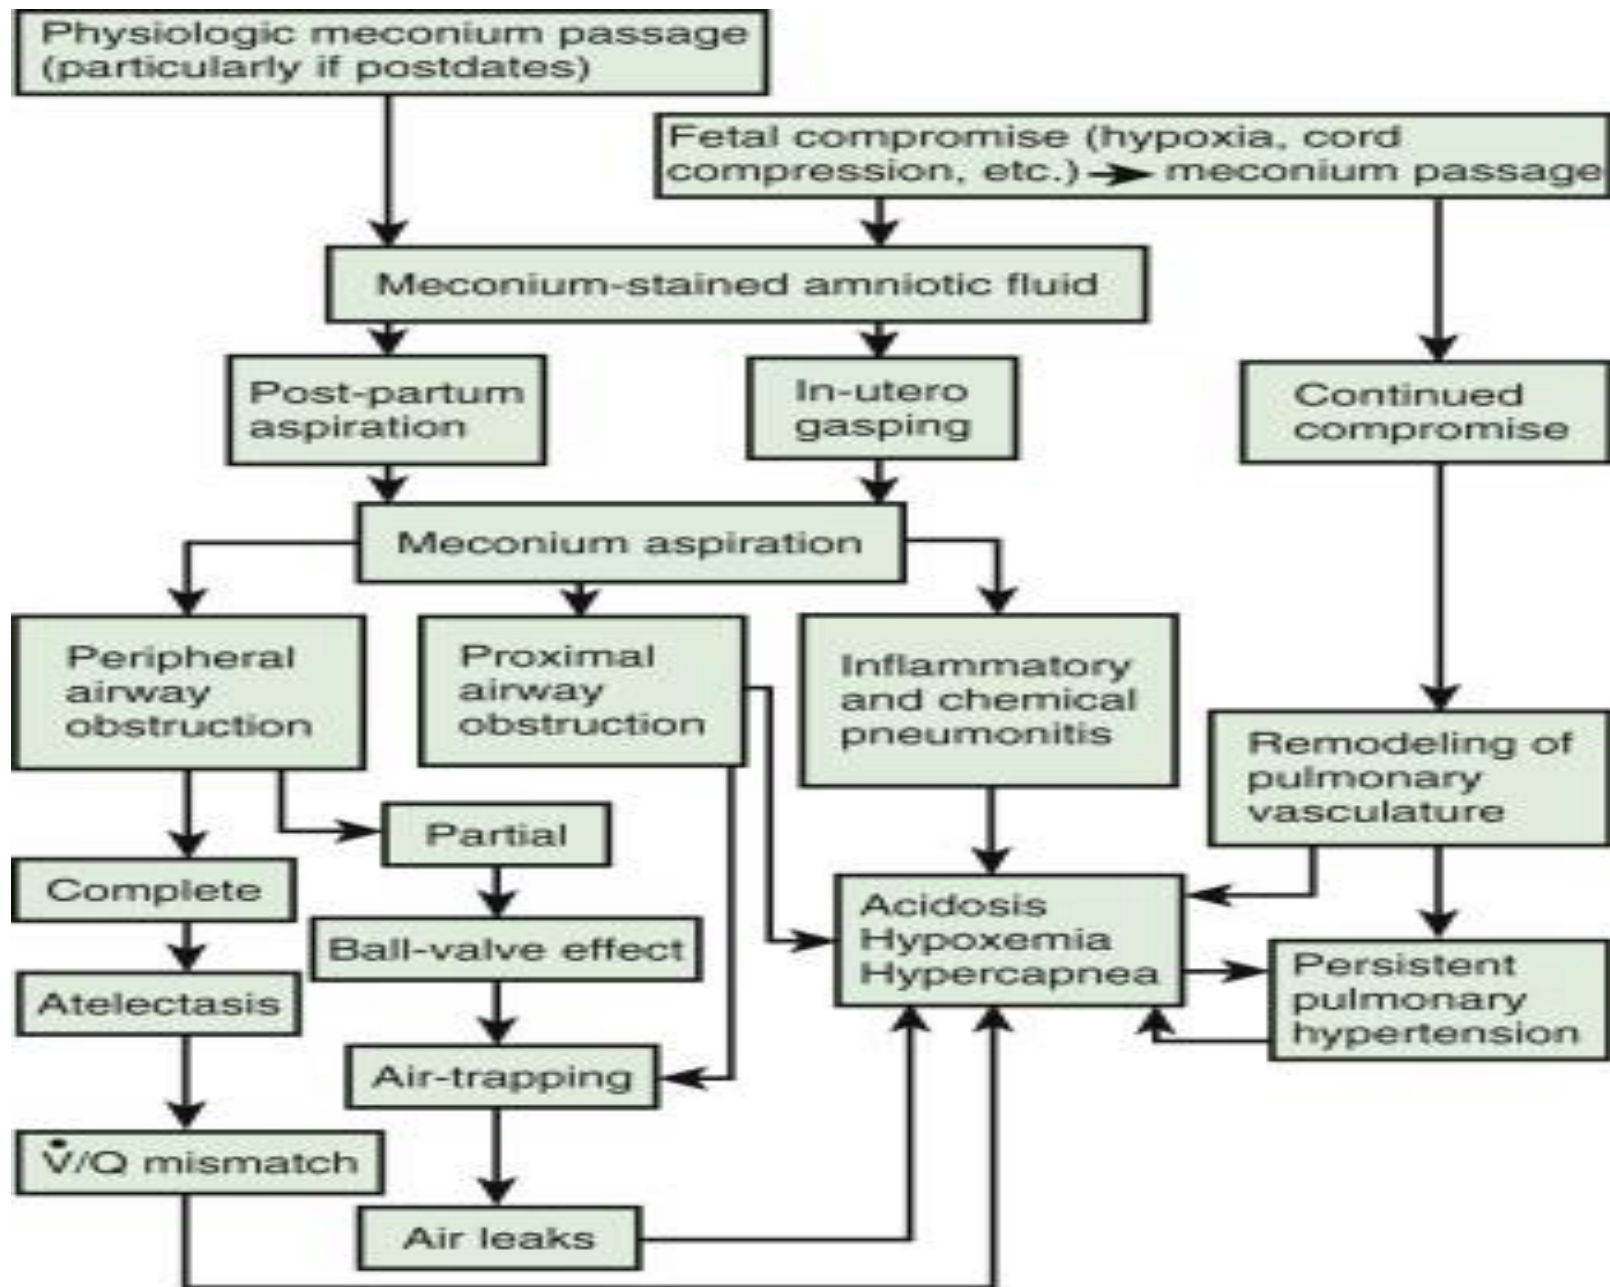 Physiologic meconium passage
(particularly if postdates)
Fetal compromise (hypoxia, cord
compression, etc.) → meconium passage
Meconium-stained amniotic fluid
Post-partum
aspiration
In-utero
gasping
Continued
compromise
Meconium aspiration
Peripheral
airway
obstruction
Proximal
airway
obstruction
Inflammatory
and chemical
pneumonitis
Remodeling of
pulmonary
vasculature
Partial
Complete
Acidosis
Hypoxemia
Hypercapnea
Ball-valve effect
Persistent
pulmonary
hypertension
Atelectasis
Air-trapping
V̇/Q mismatch
Air leaks